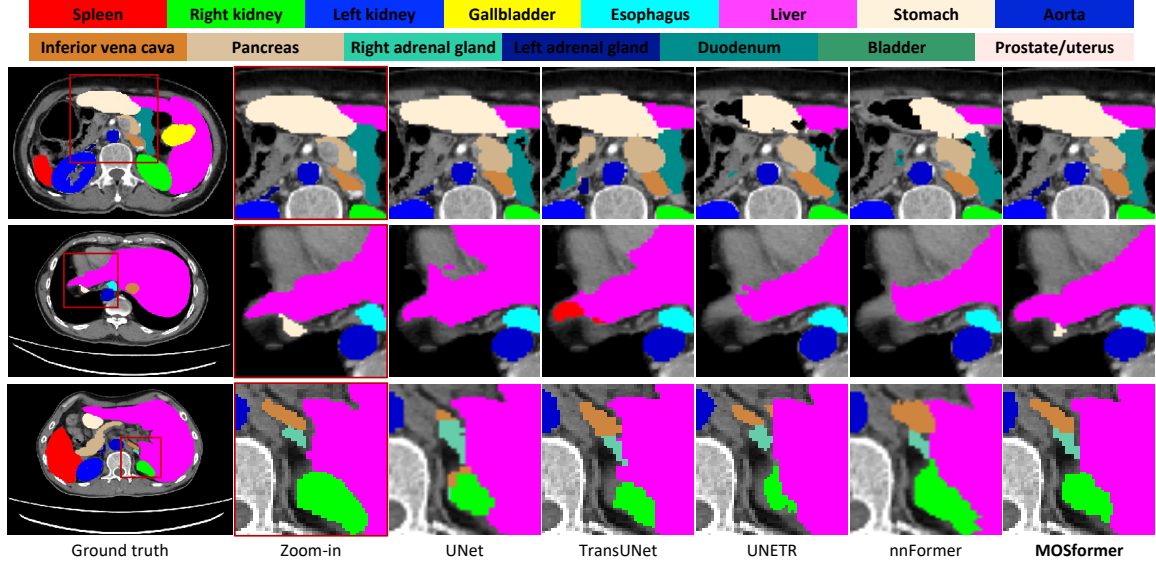 Spleen Right kidney Left kidney Gallbladder Esophagus Liver Stomach Aorta
Inferior vena cava Pancreas Right adrenal gland Left adrenal gland Duodenum Bladder Prostate/uterus
Ground truth Zoom-in UNet TransUNet UNETR nnFormer MOSformer